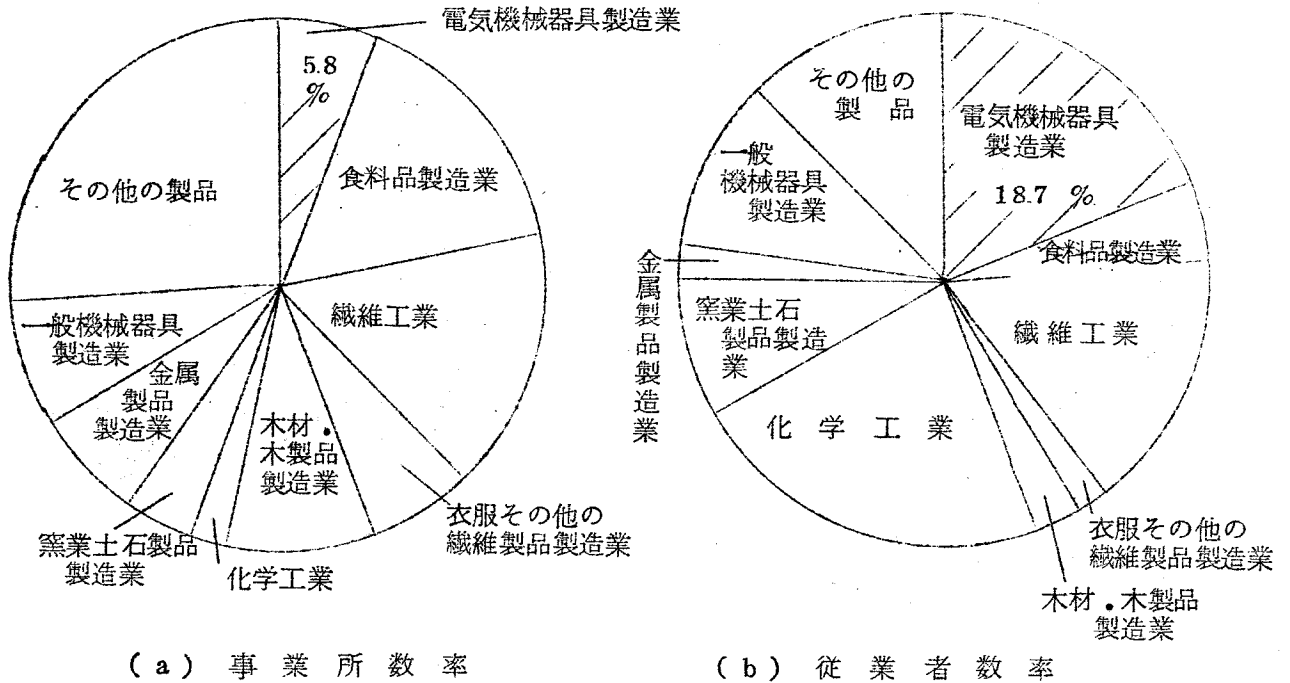 電気機械器具製造業
5.8
%
食料品製造業
その他の製品
繊維工業
一般機械器具
製造業
金属
製品
製造業
木材・
木製品
製造業
衣服その他の
繊維製品製造業
窯業土石製品
製造業
化学工業
(a) 事業所数率
その他の
製品
電気機械器具
製造業
18.7 %
一般
機械器具
製造業
食料品製造業
金属製品製造業
窯業土石
製品製造
業
繊維工業
化学工業
衣服その他の
繊維製品製造業
木材・木製品
製造業
(b) 従業者数率